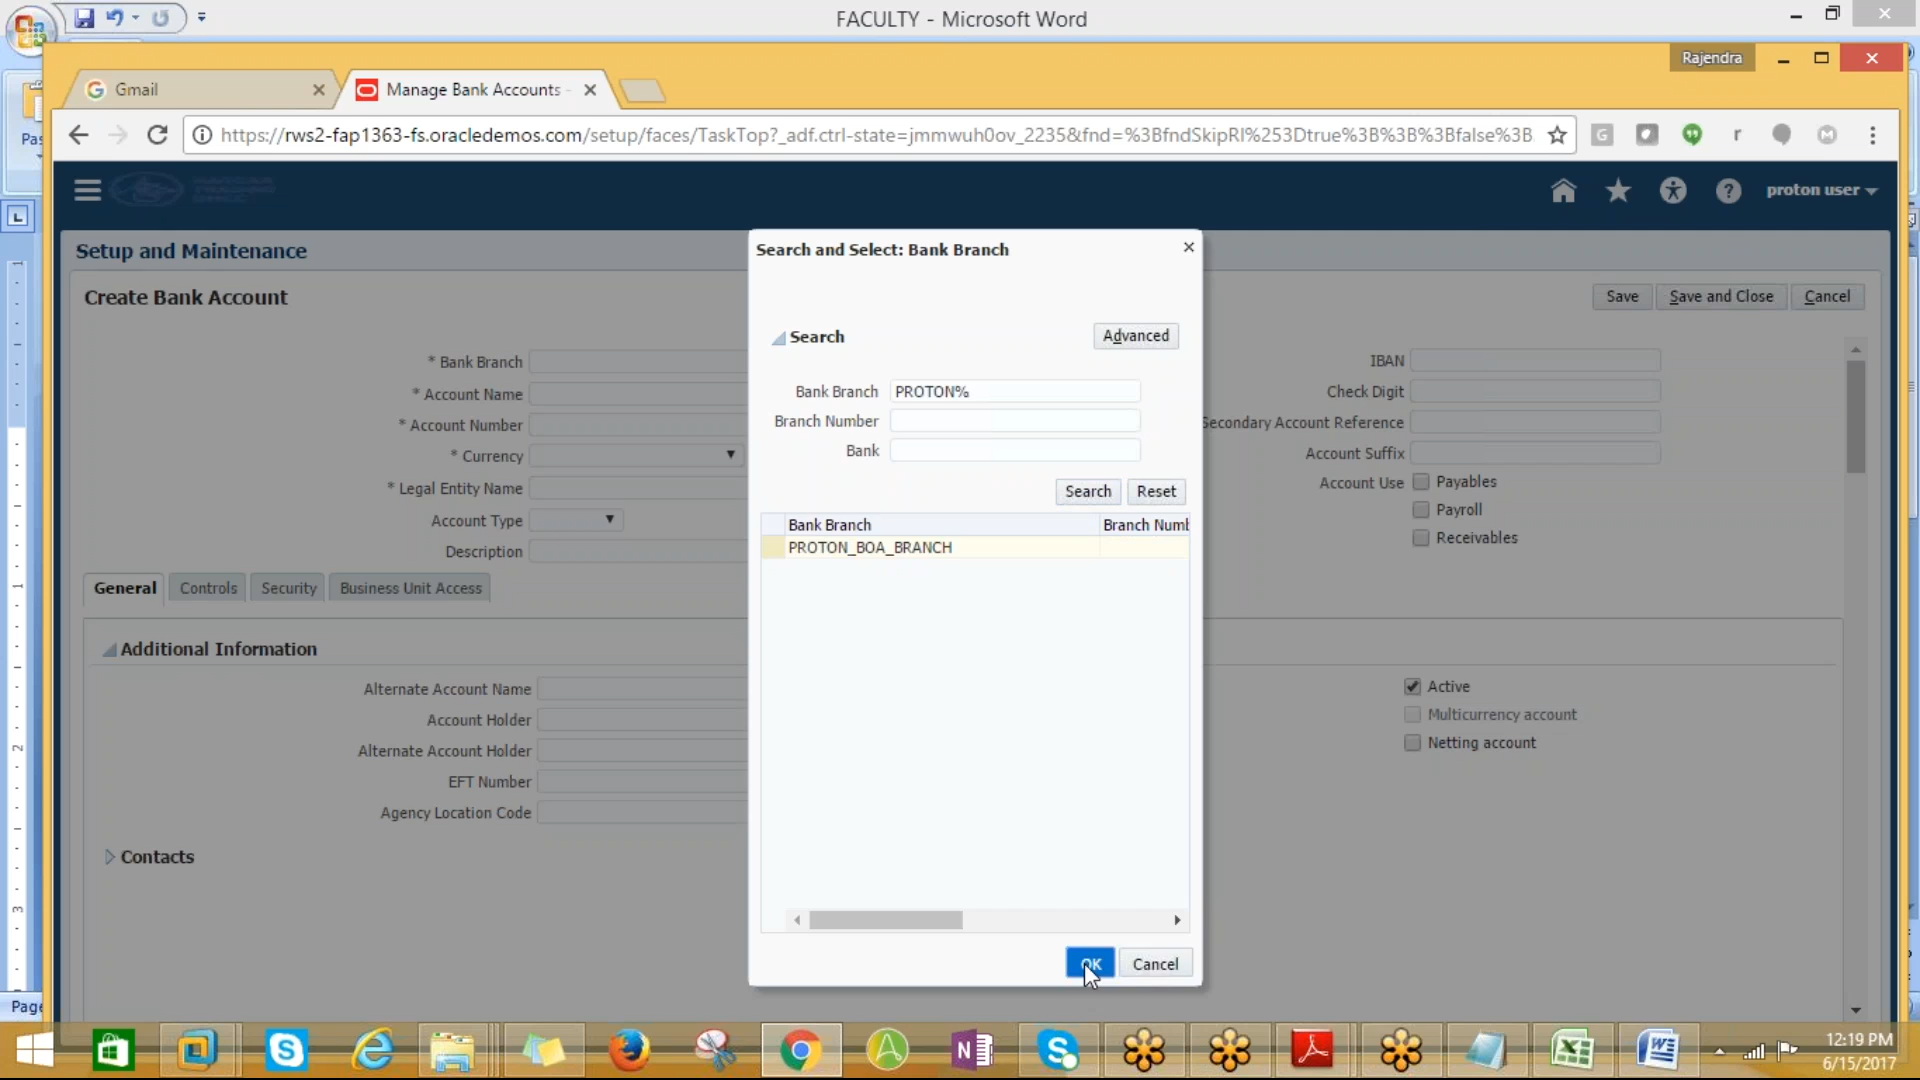 FACULTY - Microsoft Word
Rajendra
Gmail
Manage Bank Accounts -
https://rws2-fap1363-fs.oracledemos.com/setup/faces/TaskTop?_adf.ctrl-state=jmmwuh0ov_2235&fnd=%3BfndSkipRI%253Dtrue%3B%3B%3Bfalse%3B
proton user
Setup and Maintenance
Create Bank Account
Save
Save and Close
Cancel
* Bank Branch
* Account Name
* Account Number
* Currency
* Legal Entity Name
Account Type
Description
IBAN
Check Digit
Secondary Account Reference
Account Suffix
Account Use
Payables
Payroll
Receivables
General
Controls
Security
Business Unit Access
Additional Information
Alternate Account Name
Account Holder
Alternate Account Holder
EFT Number
Agency Location Code
Active
Multicurrency account
Netting account
Contacts
Search and Select: Bank Branch
Search
Advanced
Bank Branch PROTON%
Branch Number
Bank
Search
Reset
Bank Branch
Branch Numb
PROTON_BOA_BRANCH
OK
Cancel
Page
12:19 PM
6/15/2017